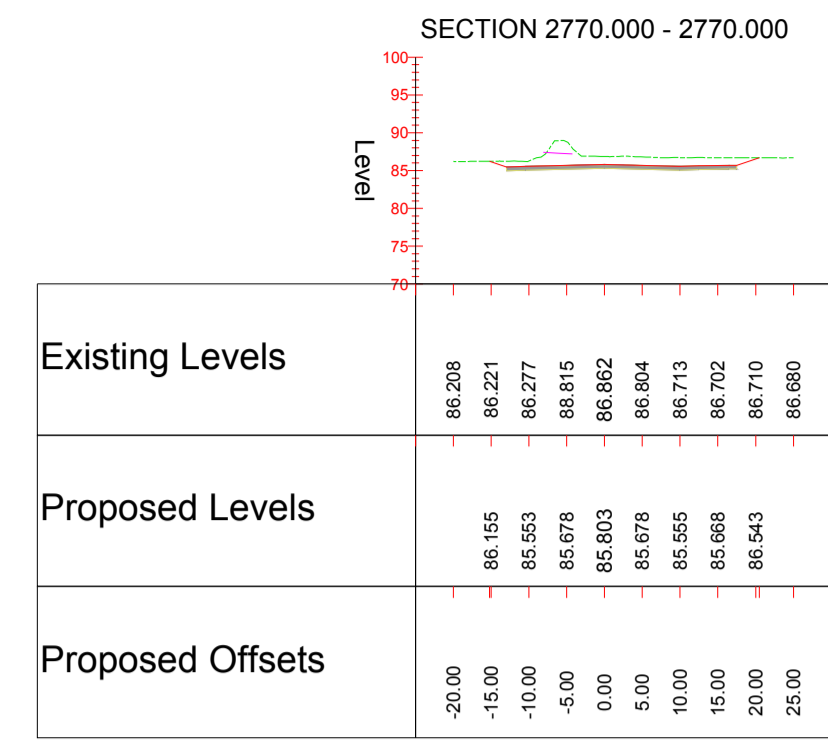 SECTION 2770.000 - 2770.000
100
95
90
85
80
75
70
Level
Existing Levels
86.208 86.221 86.277 88.815 86.862 86.804 86.713 86.702 86.710 86.680
Proposed Levels
86.155 85.553 85.678 85.803 85.678 85.555 85.668 86.543
Proposed Offsets
-20.00 -15.00 -10.00 -5.00 0.00 5.00 10.00 15.00 20.00 25.00